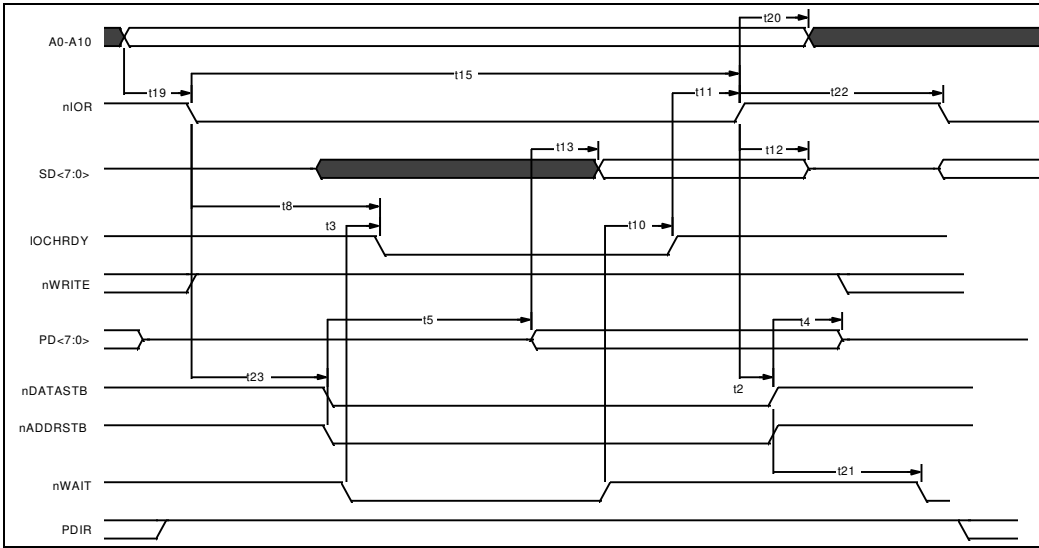 t20
A0-A10
t15
t19
t11
t22
nIOR
t13
t12
SD<7:0>
t8
t3
t10
IOCHRDY
nWRITE
t5
t4
PD<7:0>
t23
t2
nDATASTB
nADDRSTB
t21
nWAIT
PDIR